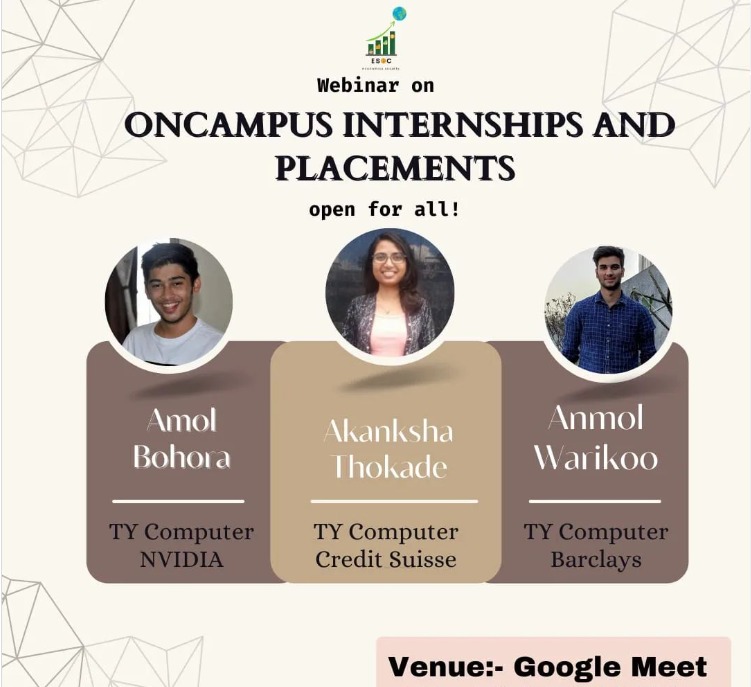 ESOC
Webinar on
ONCAMPUS INTERNSHIPS AND
PLACEMENTS
open for all!
Amol
Bohora
TY Computer
NVIDIA
Akanksha
Thokade
TY Computer
Credit Suisse
Anmol
Warikoo
TY Computer
Barclays
Venue:- Google Meet